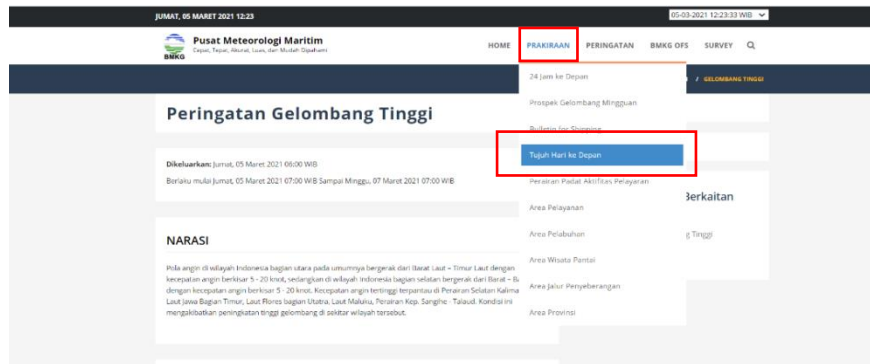 JUMAT, 05 MARET 2021 12:23
05-03-2021 12:23:33 WIB
BMKG
Pusat Meteorologi Maritim
Cepat, Tepat, Akurat, Luas, dan Mudah Dipahami
HOME PRAKIRAAN PERINGATAN BMKG OFS SURVEY
/ GELOMBANG TINGGI
24 Jam ke Depan
Prospek Gelombang Mingguan
Bulletin for Shipping
Tujuh Hari ke Depan
Perairan Padat Aktifitas Pelayaran
Area Pelayanan
Area Pelabuhan
Area Wisata Pantai
Area Jalur Penyeberangan
Area Provinsi
Peringatan Gelombang Tinggi
Dikeluarkan: Jumat, 05 Maret 2021 06:00 WIB
Berlaku mulai Jumat, 05 Maret 2021 07:00 WIB Sampai Minggu, 07 Maret 2021 07:00 WIB
Berkaitan
g Tinggi
NARASI
Pola angin di wilayah Indonesia bagian utara pada umumnya bergerak dari Barat Laut - Timur Laut dengan
kecepatan angin berkisar 5 - 20 knot, sedangkan di wilayah Indonesia bagian selatan bergerak dari Barat - B
dengan kecepatan angin berkisar 5 - 20 knot. Kecepatan angin tertinggi terpantau di Perairan Selatan Kalima
Laut Jawa Bagian Timur, Laut Flores bagian Utatra, Laut Maluku, Perairan Kep. Sangihe - Talaud. Kondisi ini
mengakibatkan peningkatan tinggi gelombang di sekitar wilayah tersebut.